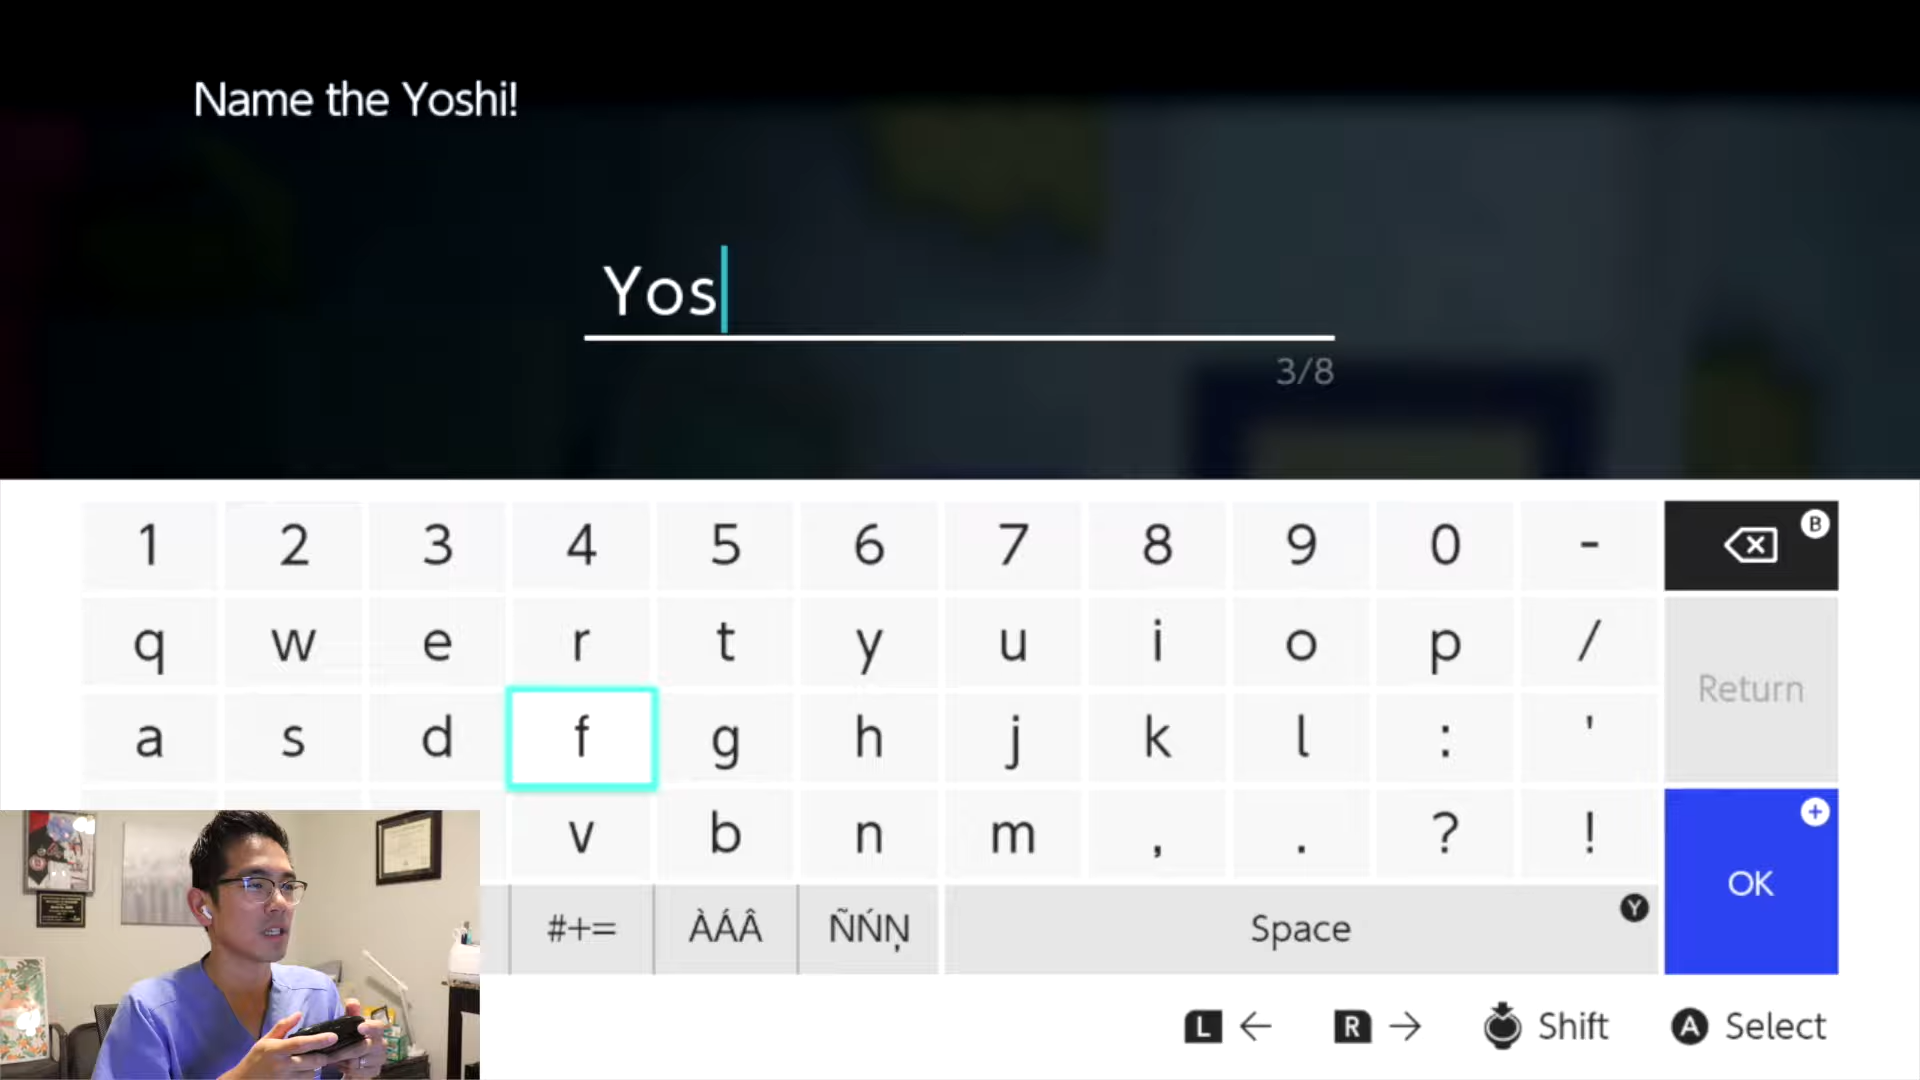 Name the Yoshi!
Yos
3/8
1 2 3 4 5 6 7 8 9 0 - B
q w e r t y u i o p /
Return
a s d f g h j k l : '
v b n m , . ? ! +
OK
#+= ÀÁÂ ÑŃŅ Space Y
L ← R → Shift A Select